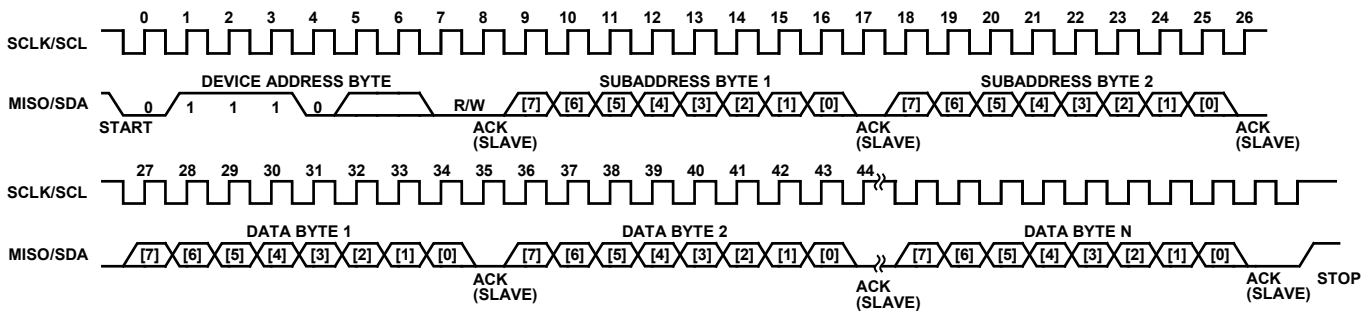 0 1 2 3 4 5 6 7 8 9 10 11 12 13 14 15 16 17 18 19 20 21 22 23 24 25 26
SCLK/SCL
DEVICE ADDRESS BYTE SUBADDRESS BYTE 1 SUBADDRESS BYTE 2
MISO/SDA 0 1 1 1 0 R/W [7] [6] [5] [4] [3] [2] [1] [0] [7] [6] [5] [4] [3] [2] [1] [0]
START ACK (SLAVE) ACK (SLAVE) ACK (SLAVE)
27 28 29 30 31 32 33 34 35 36 37 38 39 40 41 42 43 44
SCLK/SCL
DATA BYTE 1 DATA BYTE 2 DATA BYTE N
MISO/SDA [7] [6] [5] [4] [3] [2] [1] [0] [7] [6] [5] [4] [3] [2] [1] [0] [7] [6] [5] [4] [3] [2] [1] [0]
ACK (SLAVE) ACK (SLAVE) ACK (SLAVE) STOP